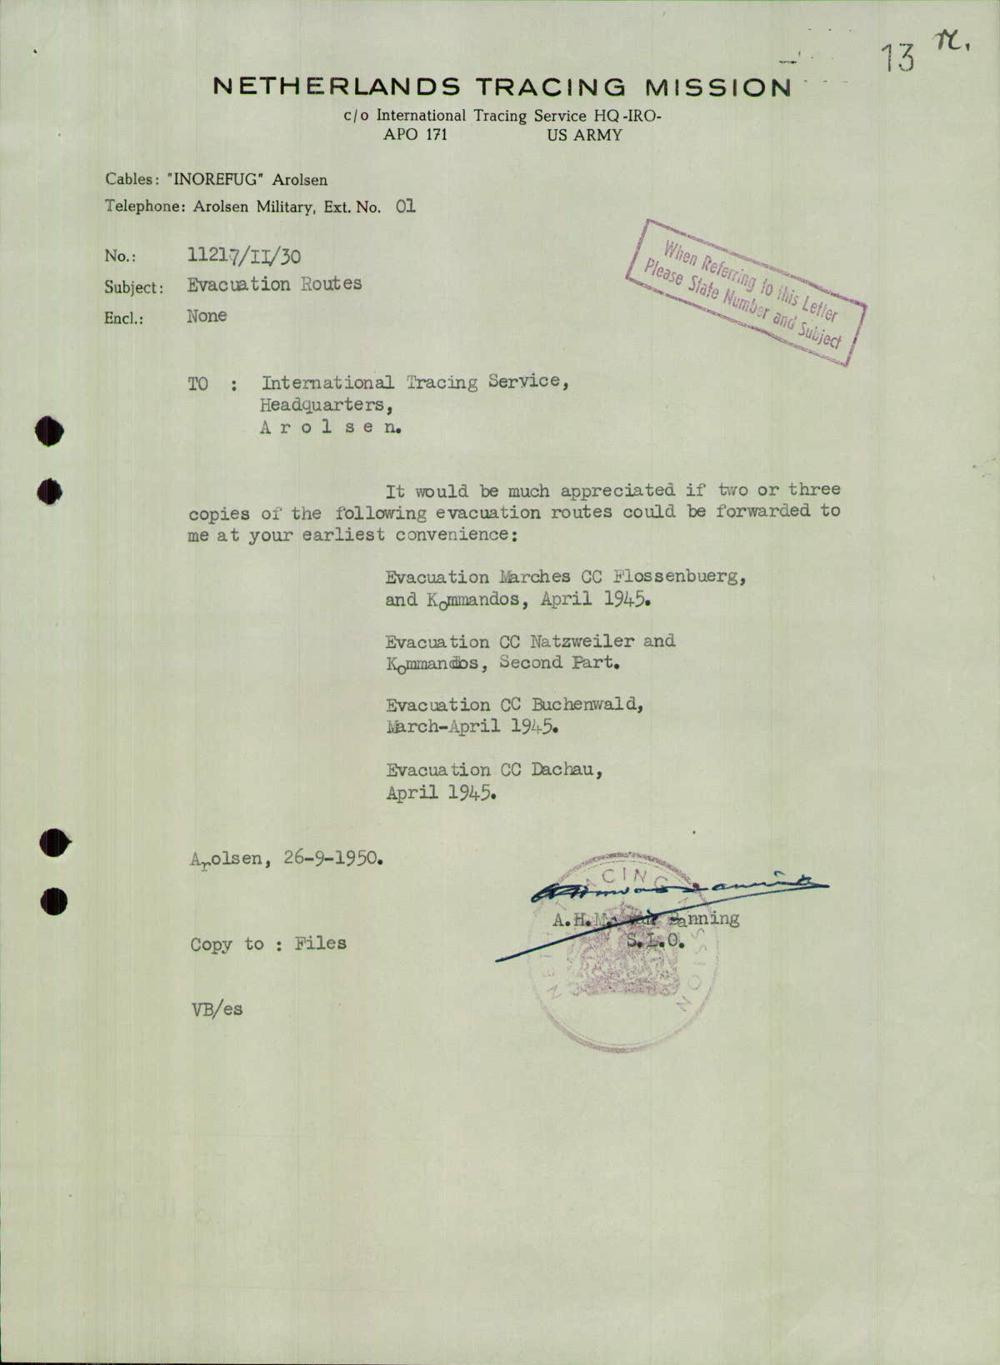 13 N.
NETHERLANDS TRACING MISSION
c/o International Tracing Service HQ -IRO-
APO 171 US ARMY
Cables: "INOREFUG" Arolsen
Telephone: Arolsen Military, Ext. No. 01
No.: 11217/II/30
Subject: Evacuation Routes
Encl.: None
When Referring to this Letter
Please State Number and Subject
TO : International Tracing Service,
Headquarters,
A r o l s e n.
It would be much appreciated if two or three
copies of the following evacuation routes could be forwarded to
me at your earliest convenience:
Evacuation Marches CC Flossenbuerg,
and Kommandos, April 1945.
Evacuation CC Natzweiler and
Kommandos, Second Part.
Evacuation CC Buchenwald,
March-April 1945.
Evacuation CC Dachau,
April 1945.
Arolsen, 26-9-1950.
A.H.M. van Banning
S.L.O.
TRACING MISSION
Copy to : Files
VB/es